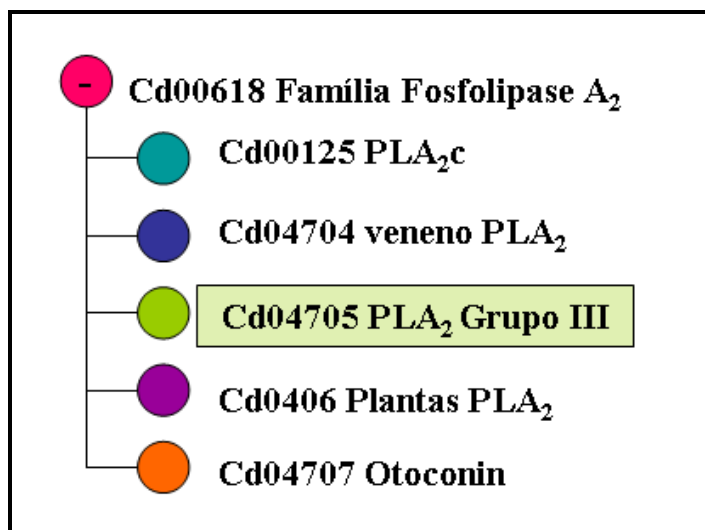 -
Cd00618 Família Fosfolipase A₂
Cd00125 PLA₂c
Cd04704 veneno PLA₂
Cd04705 PLA₂ Grupo III
Cd0406 Plantas PLA₂
Cd04707 Otoconin